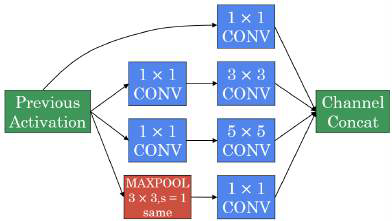 1 × 1
CONV
1 × 1
CONV
3 × 3
CONV
Previous
Activation
Channel
Concat
1 × 1
CONV
5 × 5
CONV
MAXPOOL
3 × 3,s = 1
same
1 × 1
CONV